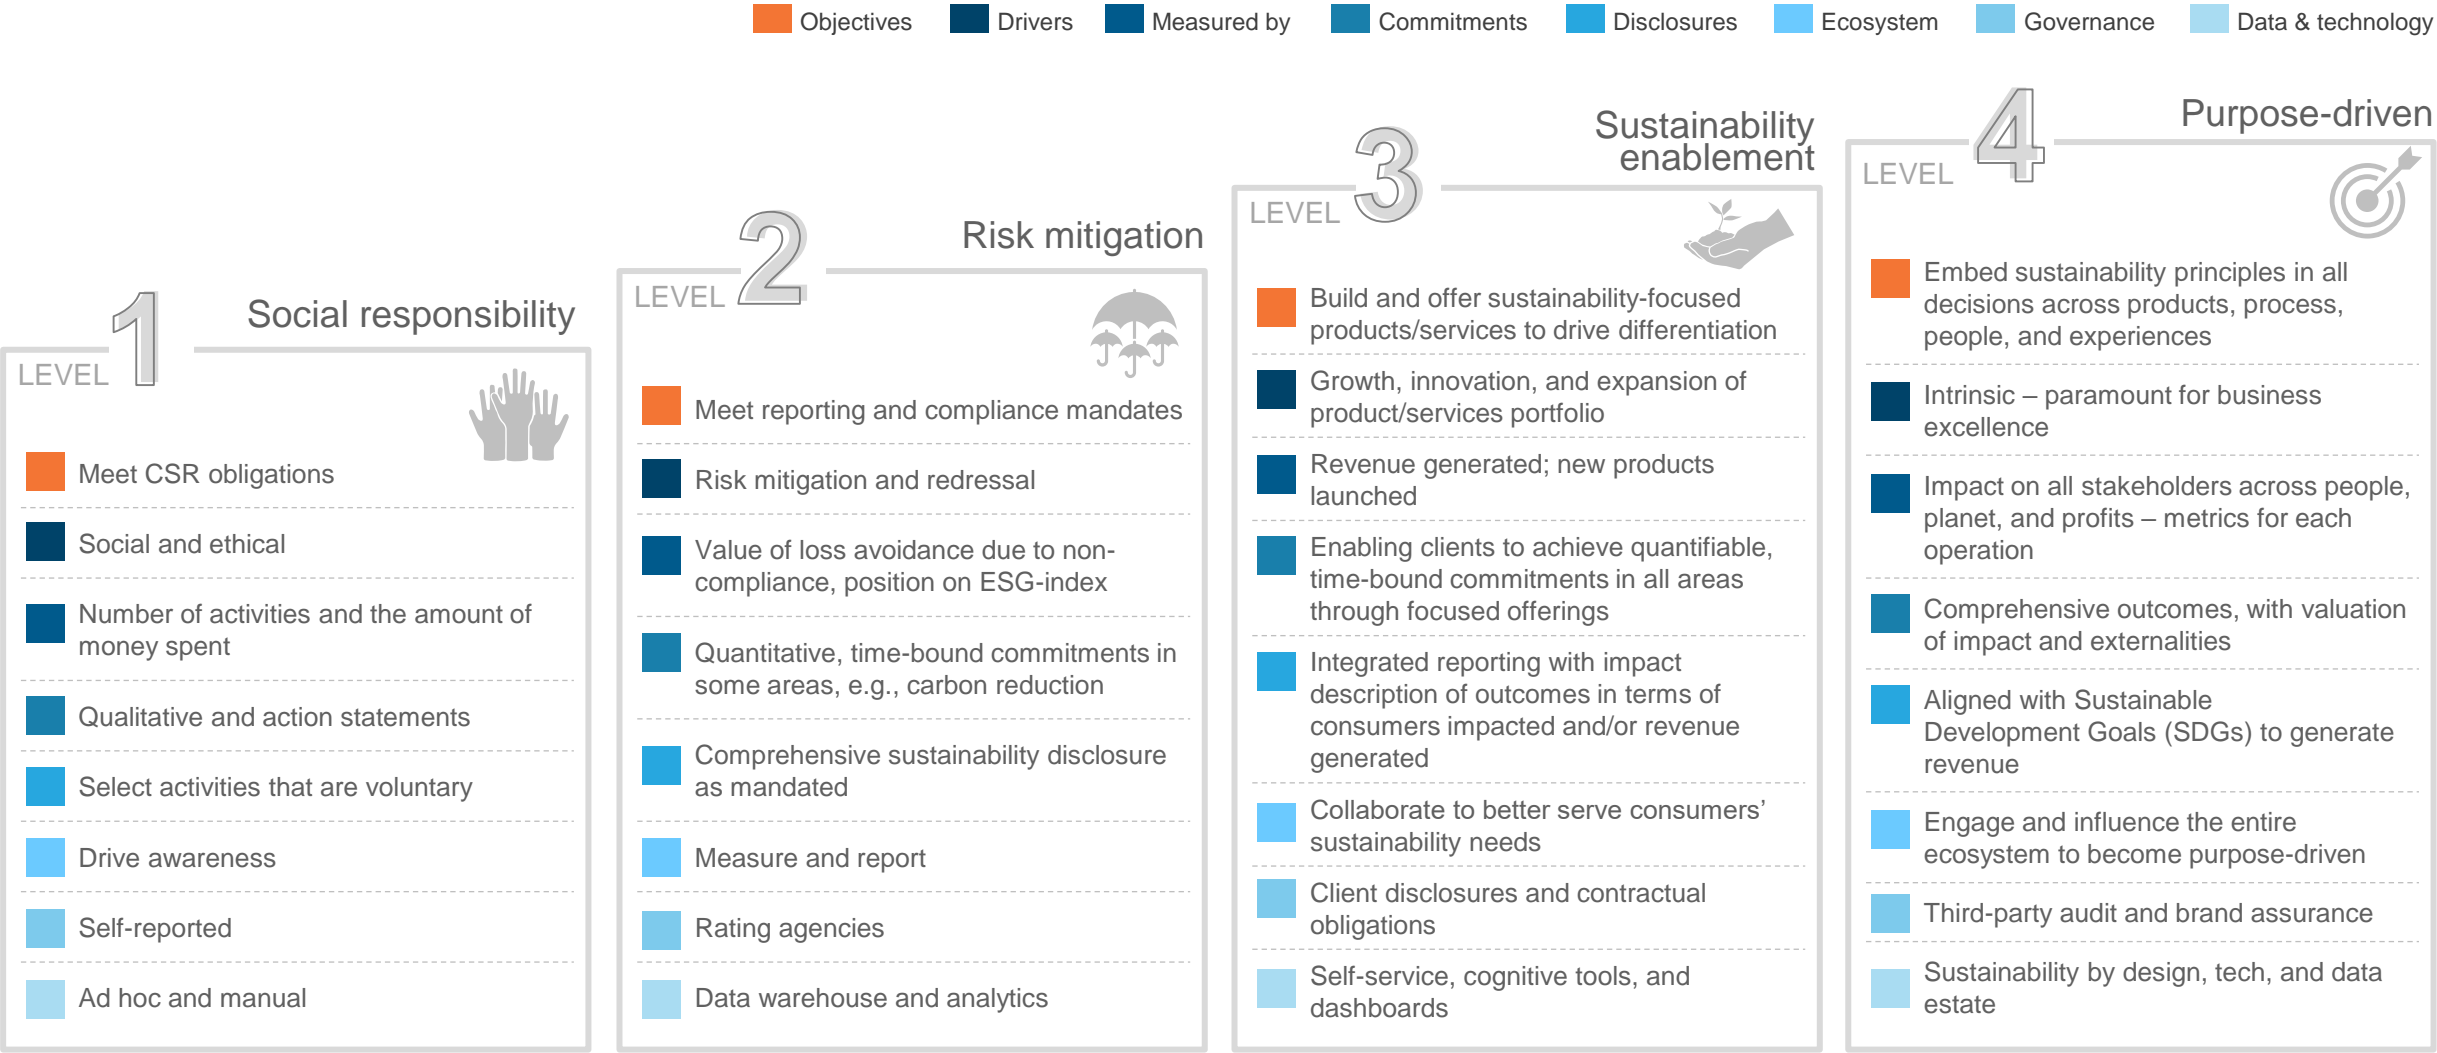 Objectives
Drivers
Measured by
Commitments
Disclosures
Ecosystem
Governance
Data & technology
LEVEL 1
Social responsibility
Meet CSR obligations
Social and ethical
Number of activities and the amount of
money spent
Qualitative and action statements
Select activities that are voluntary
Drive awareness
Self-reported
Ad hoc and manual
LEVEL 2
Risk mitigation
Meet reporting and compliance mandates
Risk mitigation and redressal
Value of loss avoidance due to non-
compliance, position on ESG-index
Quantitative, time-bound commitments in
some areas, e.g., carbon reduction
Comprehensive sustainability disclosure
as mandated
Measure and report
Rating agencies
Data warehouse and analytics
LEVEL 3
Sustainability
enablement
Build and offer sustainability-focused
products/services to drive differentiation
Growth, innovation, and expansion of
product/services portfolio
Revenue generated; new products
launched
Enabling clients to achieve quantifiable,
time-bound commitments in all areas
through focused offerings
Integrated reporting with impact
description of outcomes in terms of
consumers impacted and/or revenue
generated
Collaborate to better serve consumers’
sustainability needs
Client disclosures and contractual
obligations
Self-service, cognitive tools, and
dashboards
LEVEL 4
Purpose-driven
Embed sustainability principles in all
decisions across products, process,
people, and experiences
Intrinsic – paramount for business
excellence
Impact on all stakeholders across people,
planet, and profits – metrics for each
operation
Comprehensive outcomes, with valuation
of impact and externalities
Aligned with Sustainable
Development Goals (SDGs) to generate
revenue
Engage and influence the entire
ecosystem to become purpose-driven
Third-party audit and brand assurance
Sustainability by design, tech, and data
estate